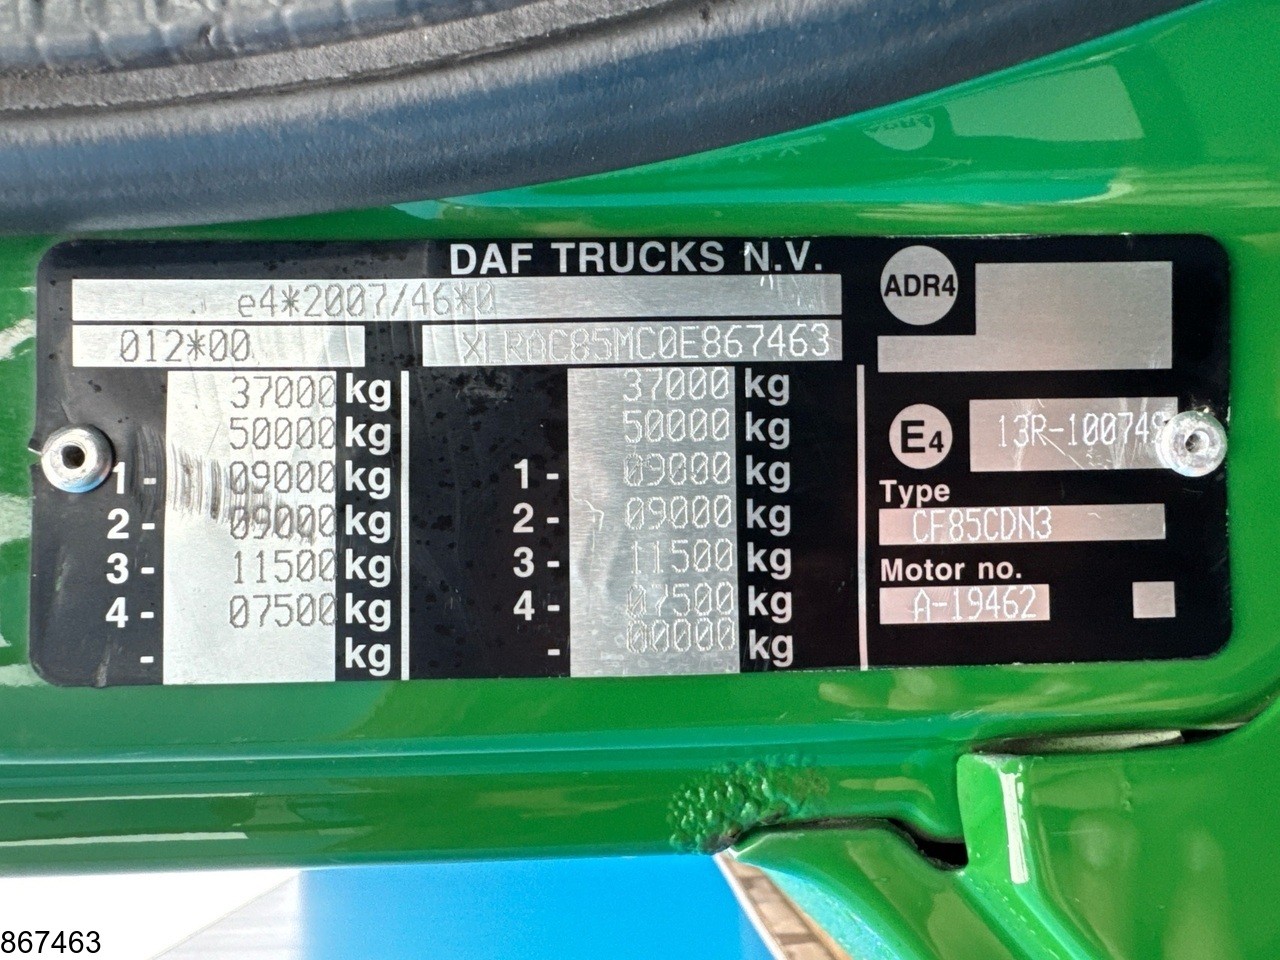 DAF TRUCKS N.V.
e4*2007/46*0
012*00
XLRAC85MC0E867463
37000 kg
50000 kg
1 - 09000 kg
2 - 09000 kg
3 - 11500 kg
4 - 07500 kg
- kg
37000 kg
50000 kg
1 - 09000 kg
2 - 09000 kg
3 - 11500 kg
4 - 07500 kg
- 00000 kg
ADR4
E4
13R-100749
Type
CF85CDN3
Motor no.
A-19462
867463